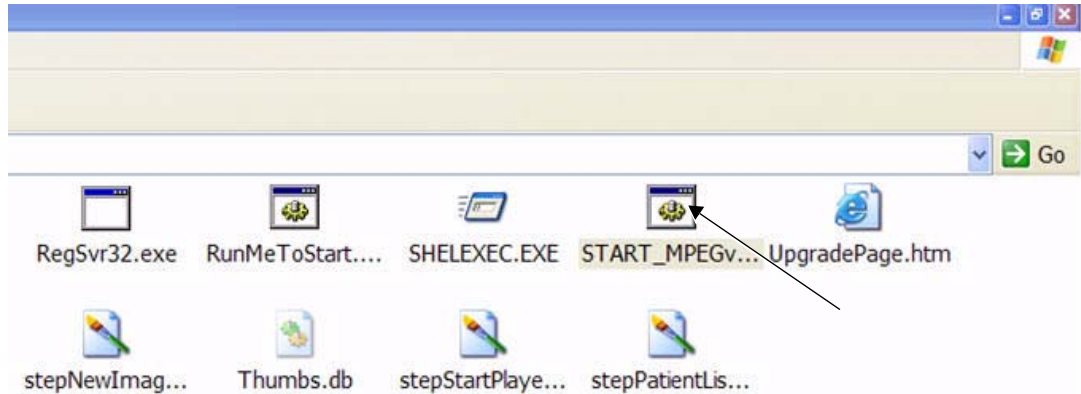 Go
RegSvr32.exe RunMeToStart.... SHELEXEC.EXE START_MPEGv... UpgradePage.htm
stepNewImag... Thumbs.db stepStartPlaye... stepPatientLis...